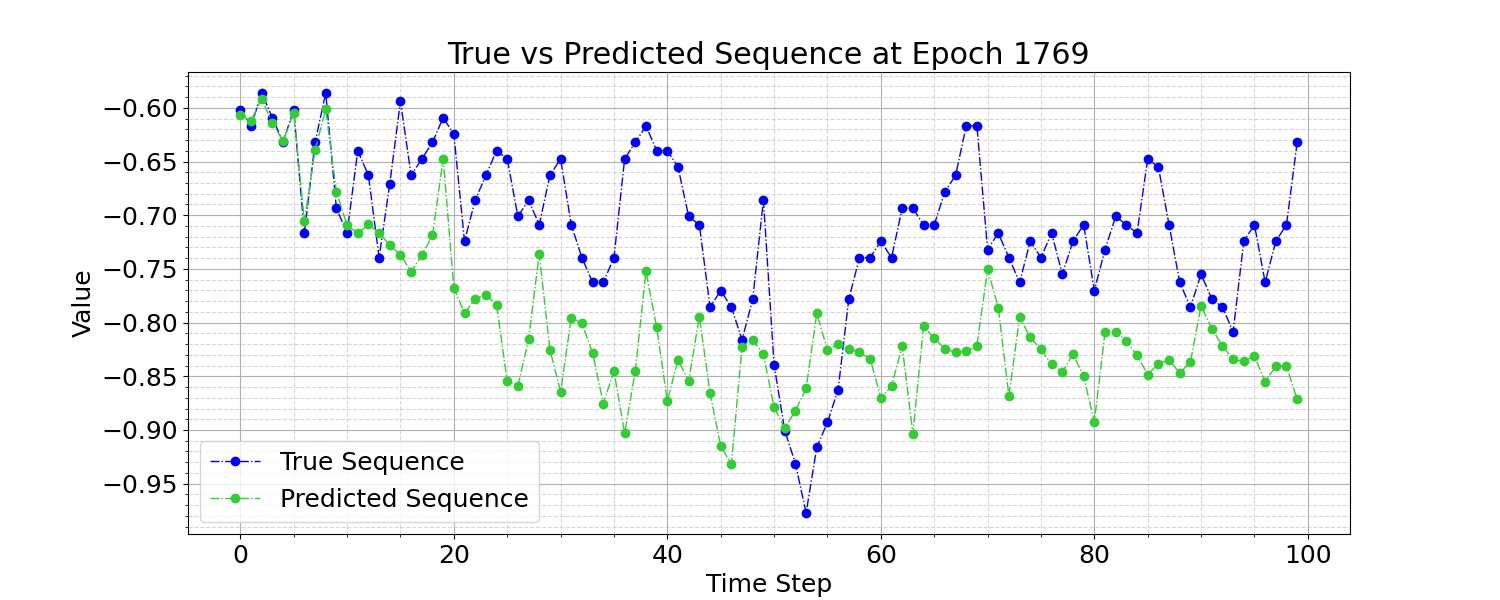 True vs Predicted Sequence at Epoch 1769
−0.60
−0.65
−0.70
−0.75
−0.80
−0.85
−0.90
−0.95
Value
True Sequence
Predicted Sequence
0 20 40 60 80 100
Time Step